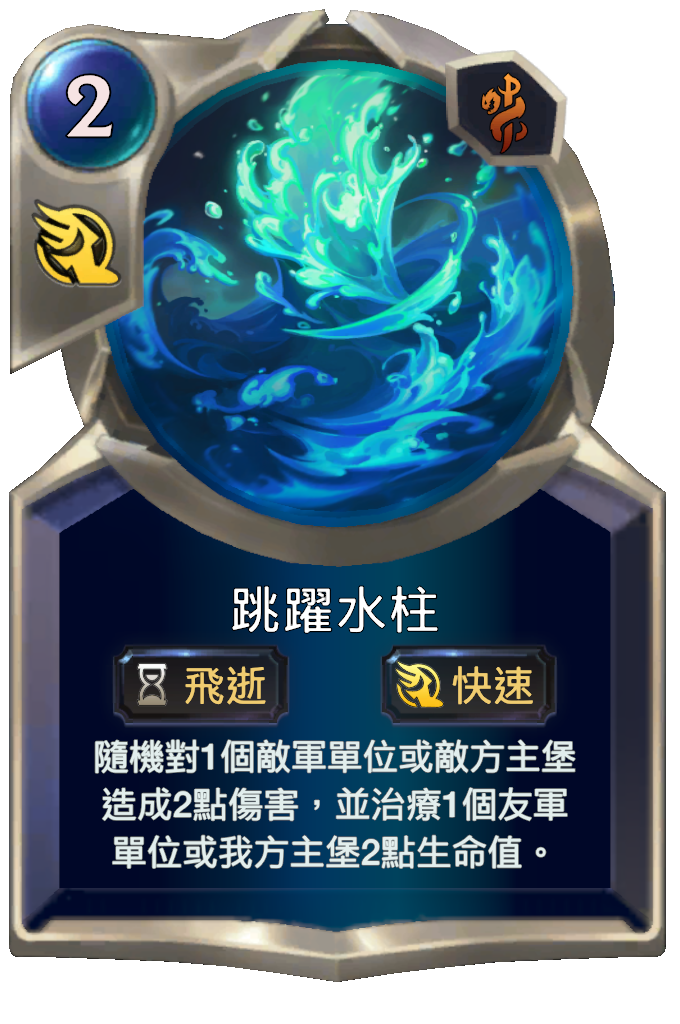 2
跳躍水柱
飛逝
快速
隨機對1個敵軍單位或敵方主堡
造成2點傷害，並治療1個友軍
單位或我方主堡2點生命值。